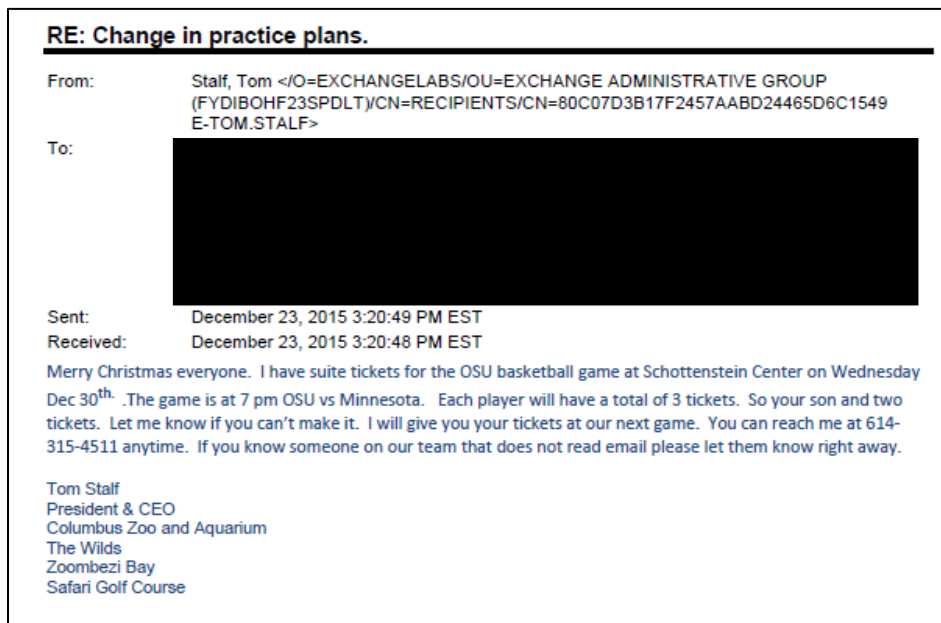 RE: Change in practice plans.
From: Stalf, Tom </O=EXCHANGELABS/OU=EXCHANGE ADMINISTRATIVE GROUP
(FYDIBOHF23SPDLT)/CN=RECIPIENTS/CN=80C07D3B17F2457AABD24465D6C1549
E-TOM.STALF>
To:
Sent: December 23, 2015 3:20:49 PM EST
Received: December 23, 2015 3:20:48 PM EST
Merry Christmas everyone. I have suite tickets for the OSU basketball game at Schottenstein Center on Wednesday
Dec 30th. .The game is at 7 pm OSU vs Minnesota. Each player will have a total of 3 tickets. So your son and two
tickets. Let me know if you can't make it. I will give you your tickets at our next game. You can reach me at 614-
315-4511 anytime. If you know someone on our team that does not read email please let them know right away.
Tom Stalf
President & CEO
Columbus Zoo and Aquarium
The Wilds
Zoombezi Bay
Safari Golf Course